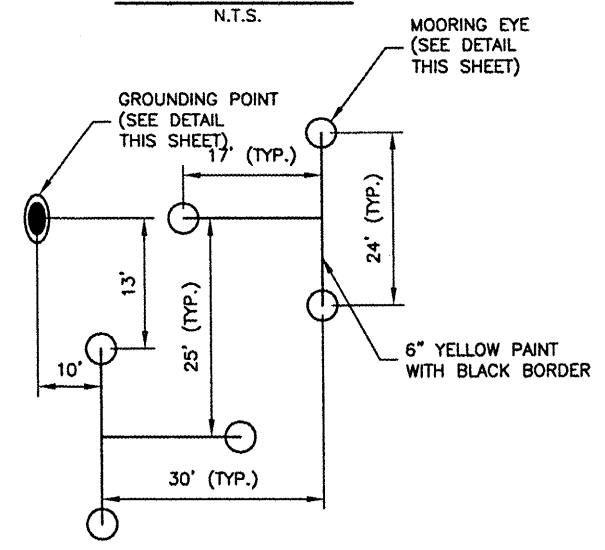 N.T.S.
MOORING EYE
(SEE DETAIL
THIS SHEET)
GROUNDING POINT
(SEE DETAIL
THIS SHEET)
17' (TYP.)
24' (TYP.)
13'
25' (TYP.)
10'
6" YELLOW PAINT
WITH BLACK BORDER
30' (TYP.)